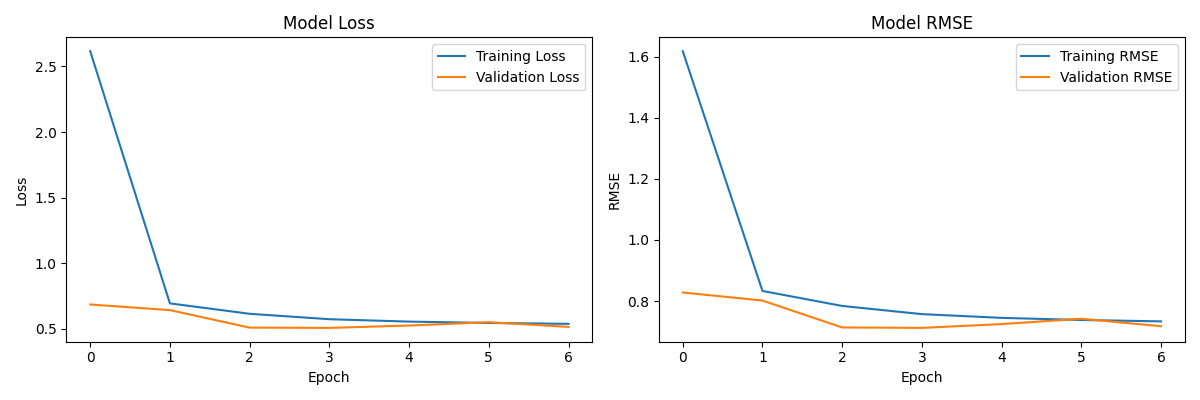 Model Loss
Training Loss
Validation Loss
2.5
2.0
1.5
1.0
0.5
Loss
0 1 2 3 4 5 6
Epoch
Model RMSE
Training RMSE
Validation RMSE
1.6
1.4
1.2
1.0
0.8
RMSE
0 1 2 3 4 5 6
Epoch